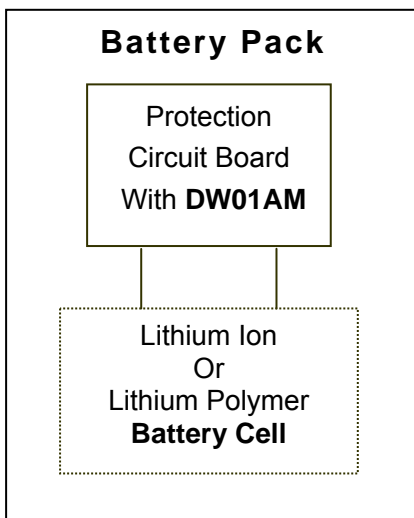 Battery Pack
Protection
Circuit Board
With DW01AM
Lithium Ion
Or
Lithium Polymer
Battery Cell